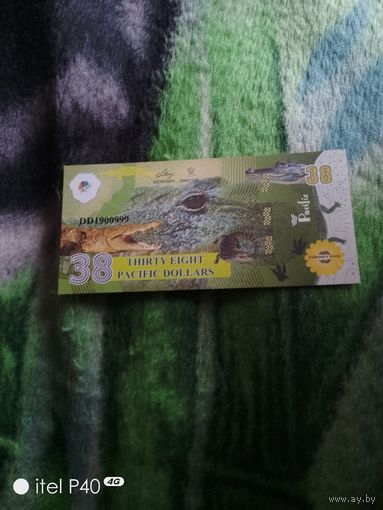 38
DD1900999
Pacific
THIRTY EIGHT
38
PACIFIC DOLLARS
itel P40 4G
www.ay.by